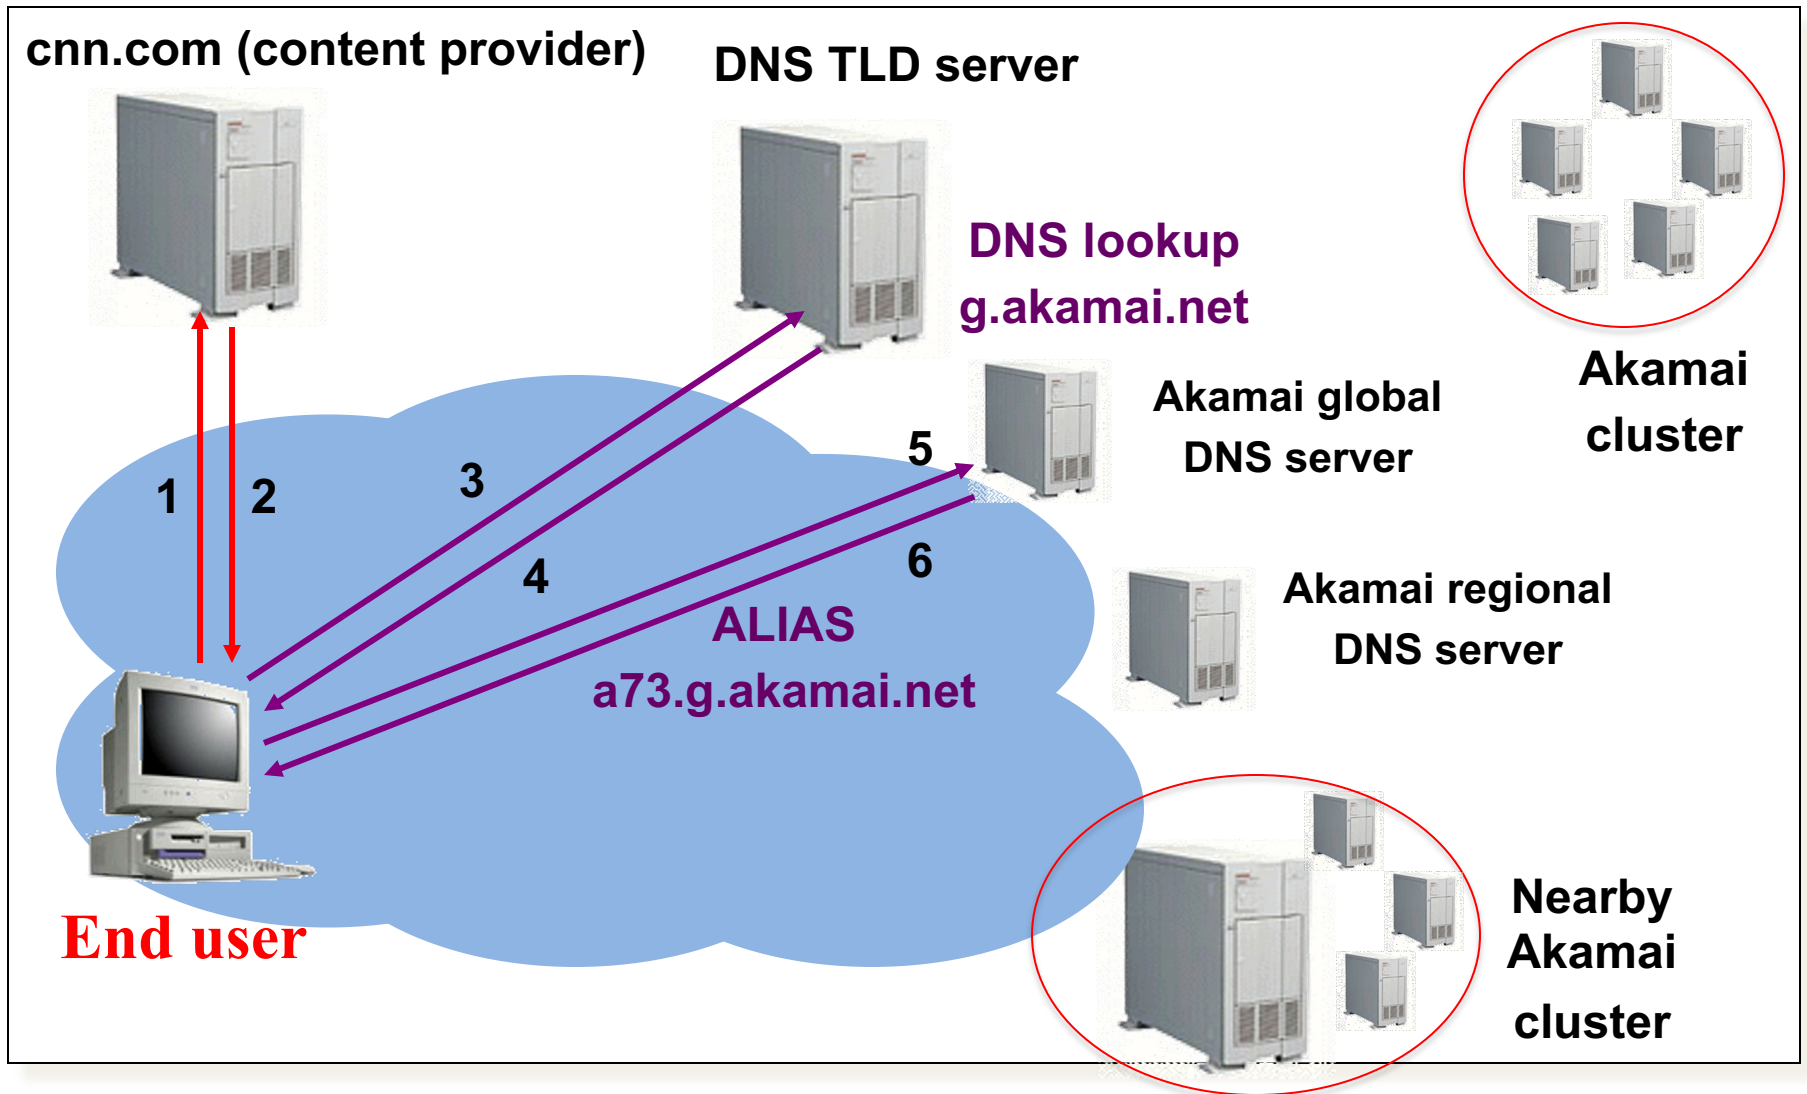 cnn.com (content provider)
DNS TLD server
DNS lookup
g.akamai.net
Akamai global
DNS server
Akamai
cluster
1
2
3
4
5
6
ALIAS
a73.g.akamai.net
Akamai regional
DNS server
End user
Nearby
Akamai
cluster